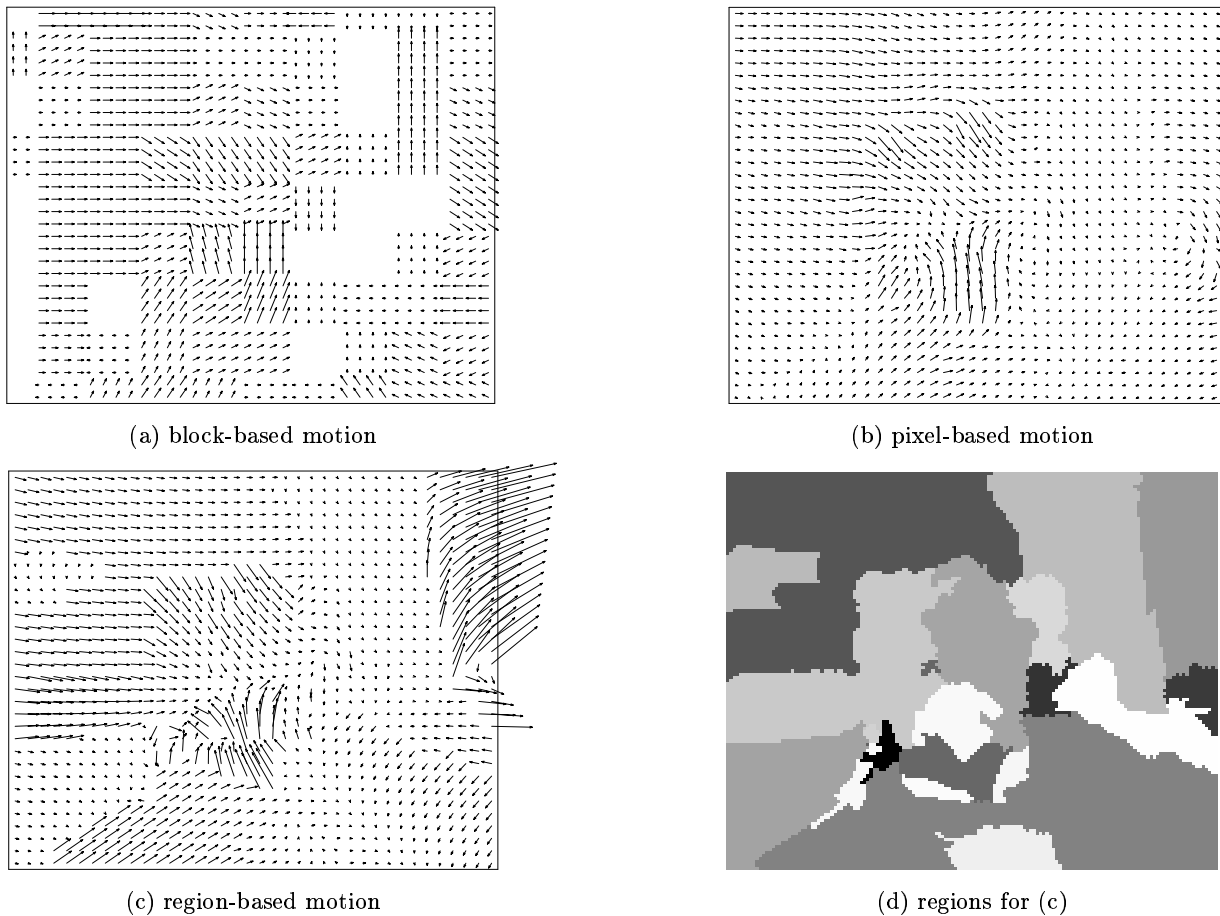 (a) block-based motion
(b) pixel-based motion
(c) region-based motion
(d) regions for (c)